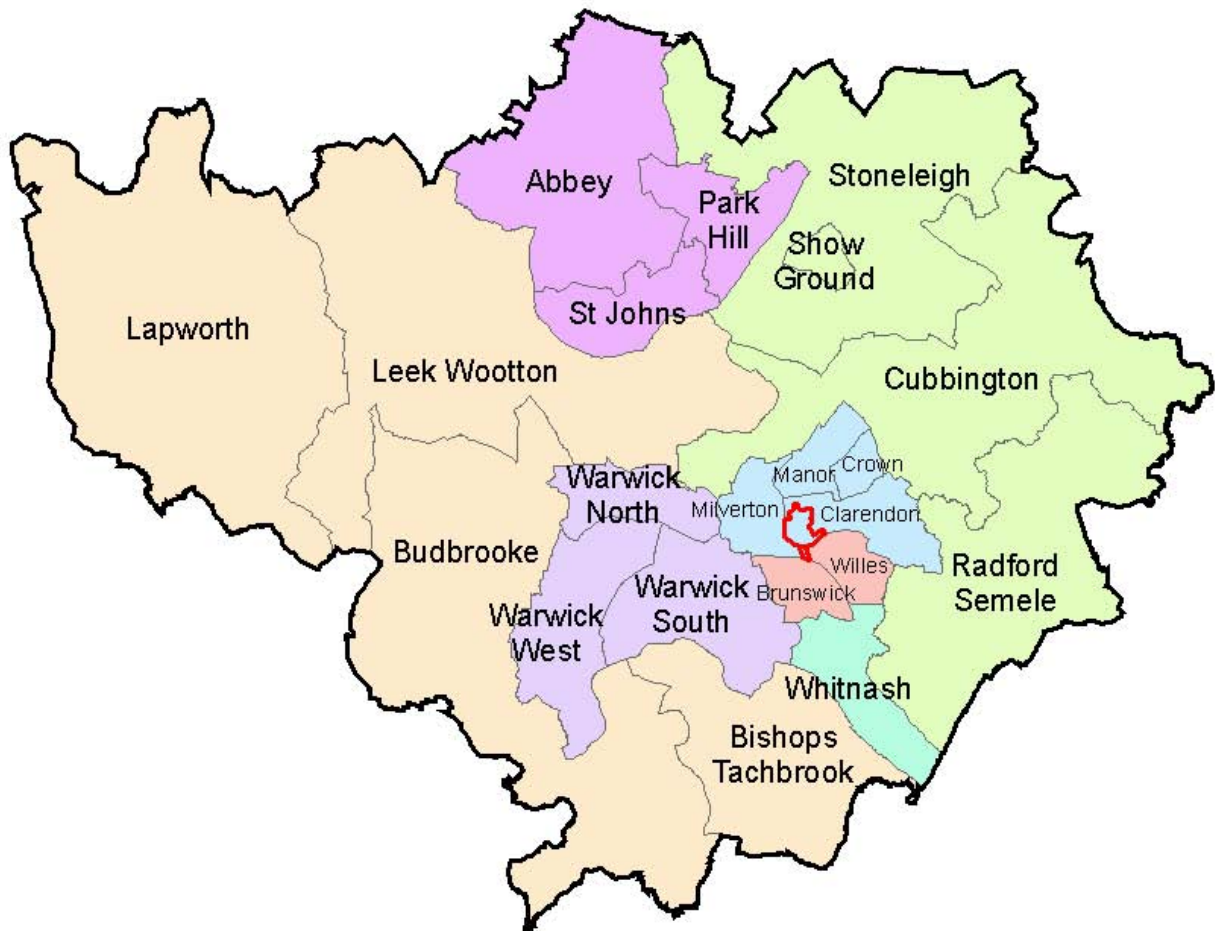 Abbey
Stoneleigh
Park
Hill
Show
Ground
St Johns
Lapworth
Leek Wootton
Cubbington
Manor
Crown
Warwick
North
Milverton
Clarendon
Budbrooke
Willes
Radford
Semele
Brunswick
Warwick
South
Warwick
West
Whitnash
Bishops
Tachbrook